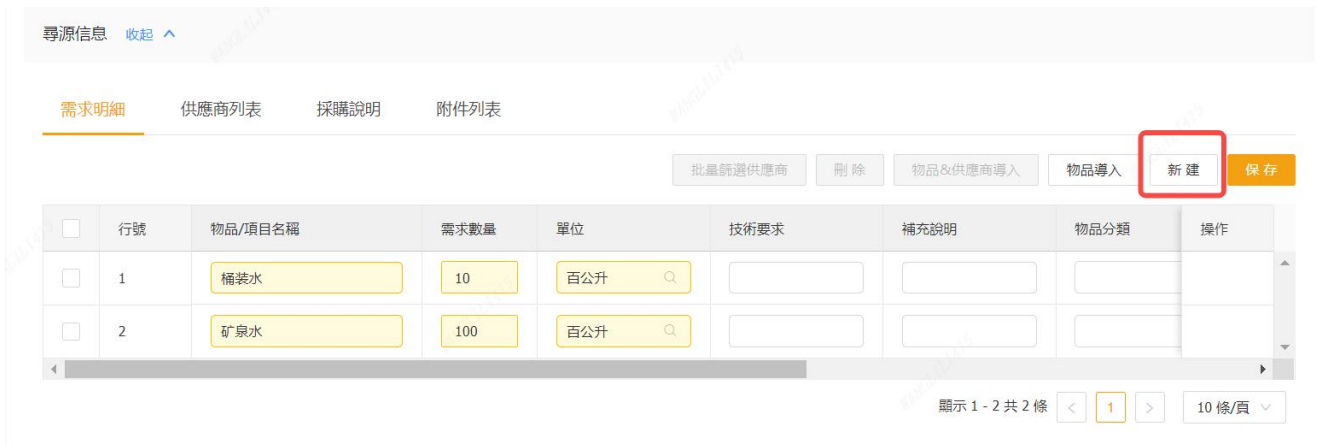 尋源信息 收起
需求明細 供應商列表 採購說明 附件列表
批量篩選供應商 刪除 物品&供應商導入 物品導入 新建 保存
行號 物品/項目名稱 需求數量 單位 技術要求 補充說明 物品分類 操作
1 桶装水 10 百公升
2 矿泉水 100 百公升
顯示 1 - 2 共 2 條 < 1 > 10 條/頁